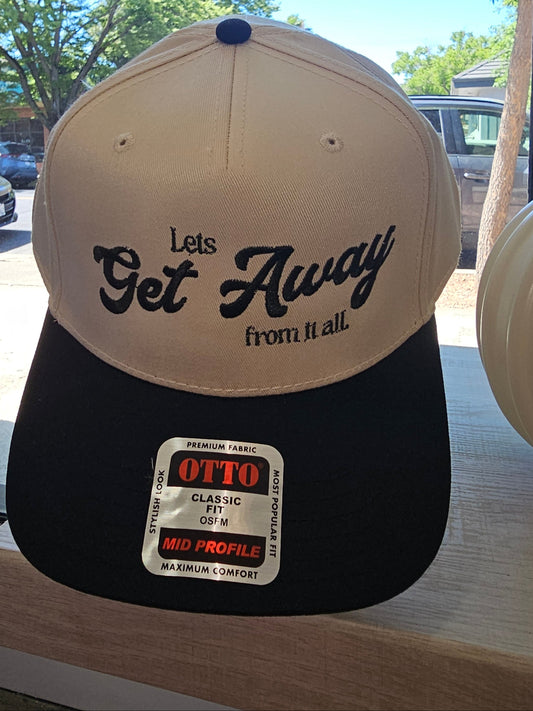 Lets
Get Away
from it all.
PREMIUM FABRIC
STYLISH LOOK
OTTO®
CLASSIC
FIT
OSFM
MID PROFILE
MOST POPULAR FIT
MAXIMUM COMFORT